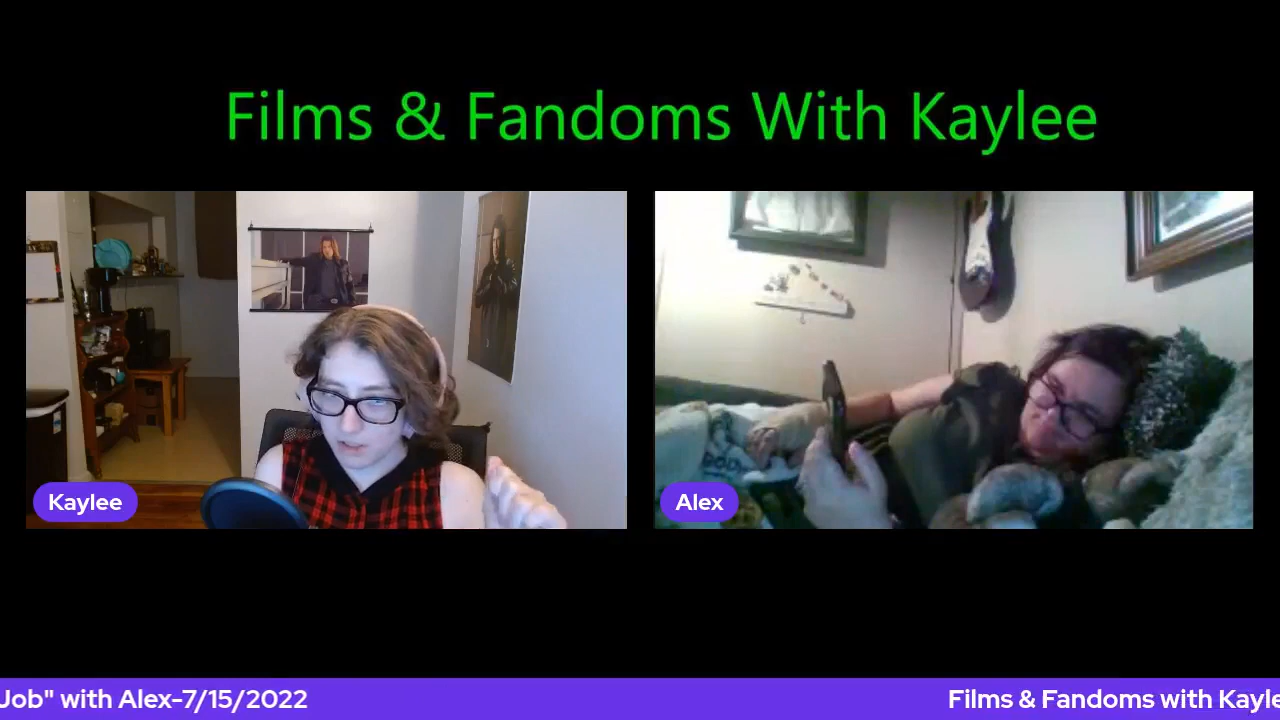 Films & Fandoms With Kaylee
Kaylee
Alex
Job" with Alex-7/15/2022
Films & Fandoms with Kayle